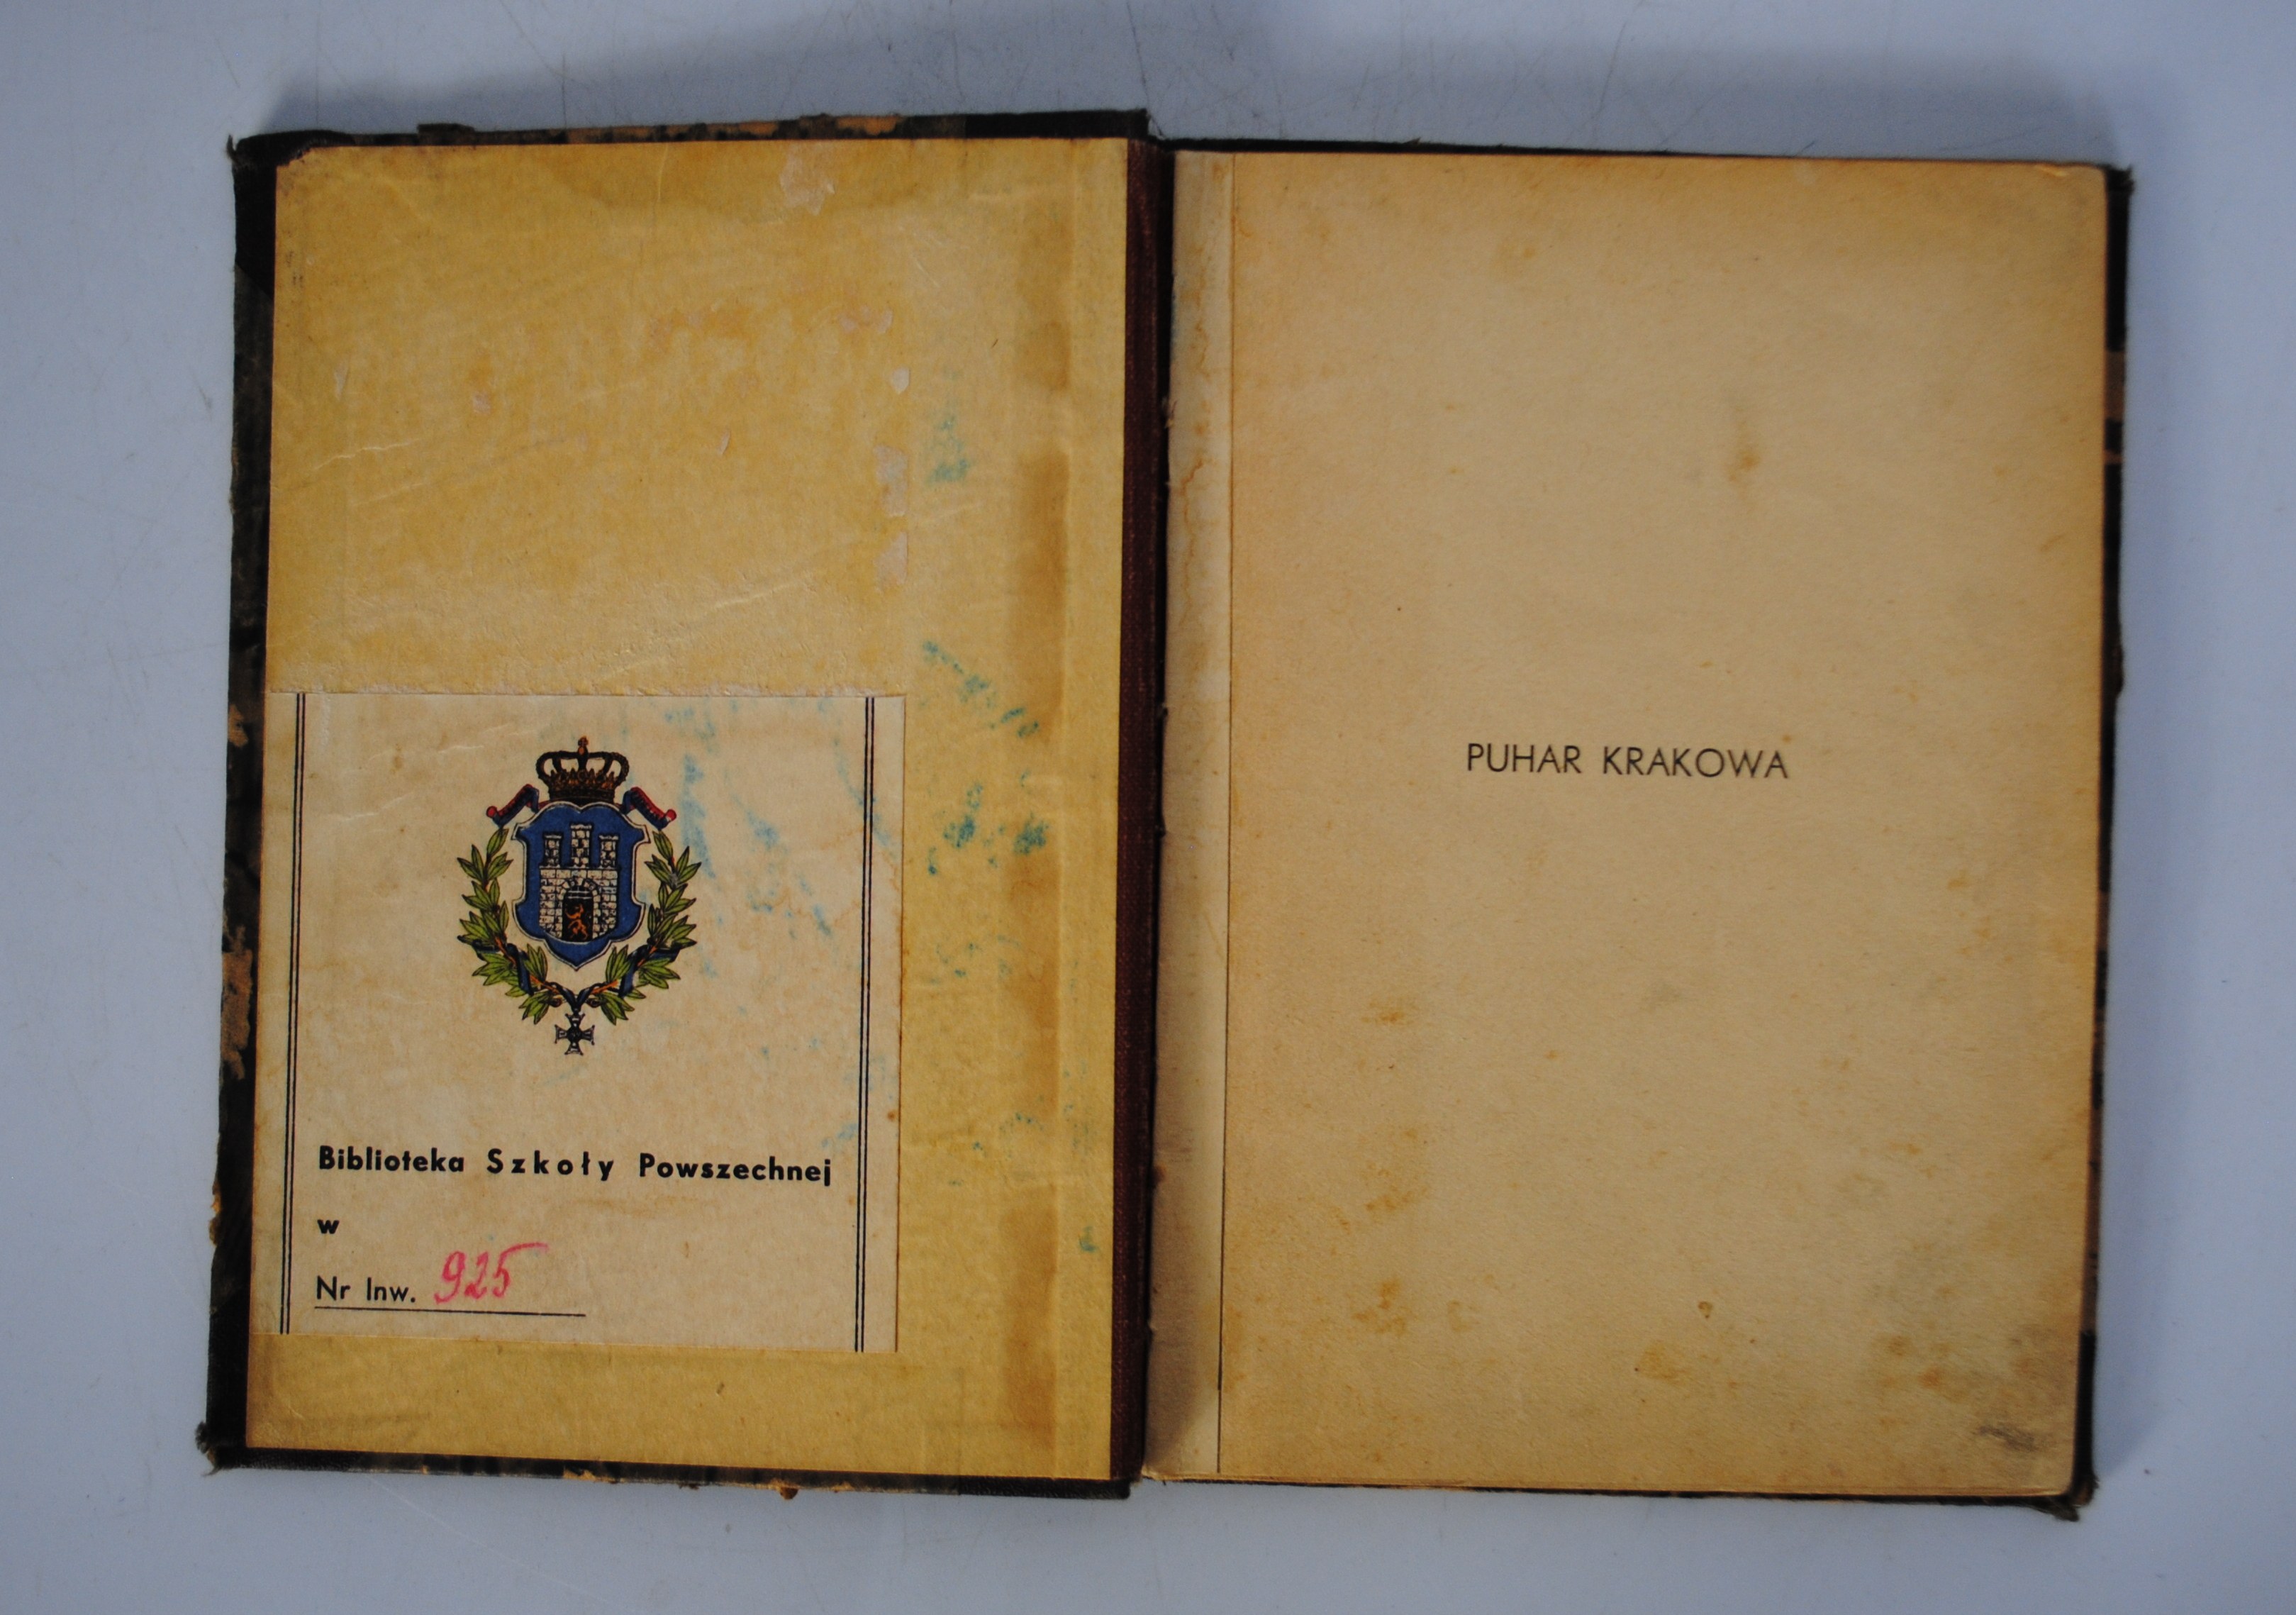 Biblioteka Szkoły Powszechnej
w
Nr Inw. 925
PUHAR KRAKOWA